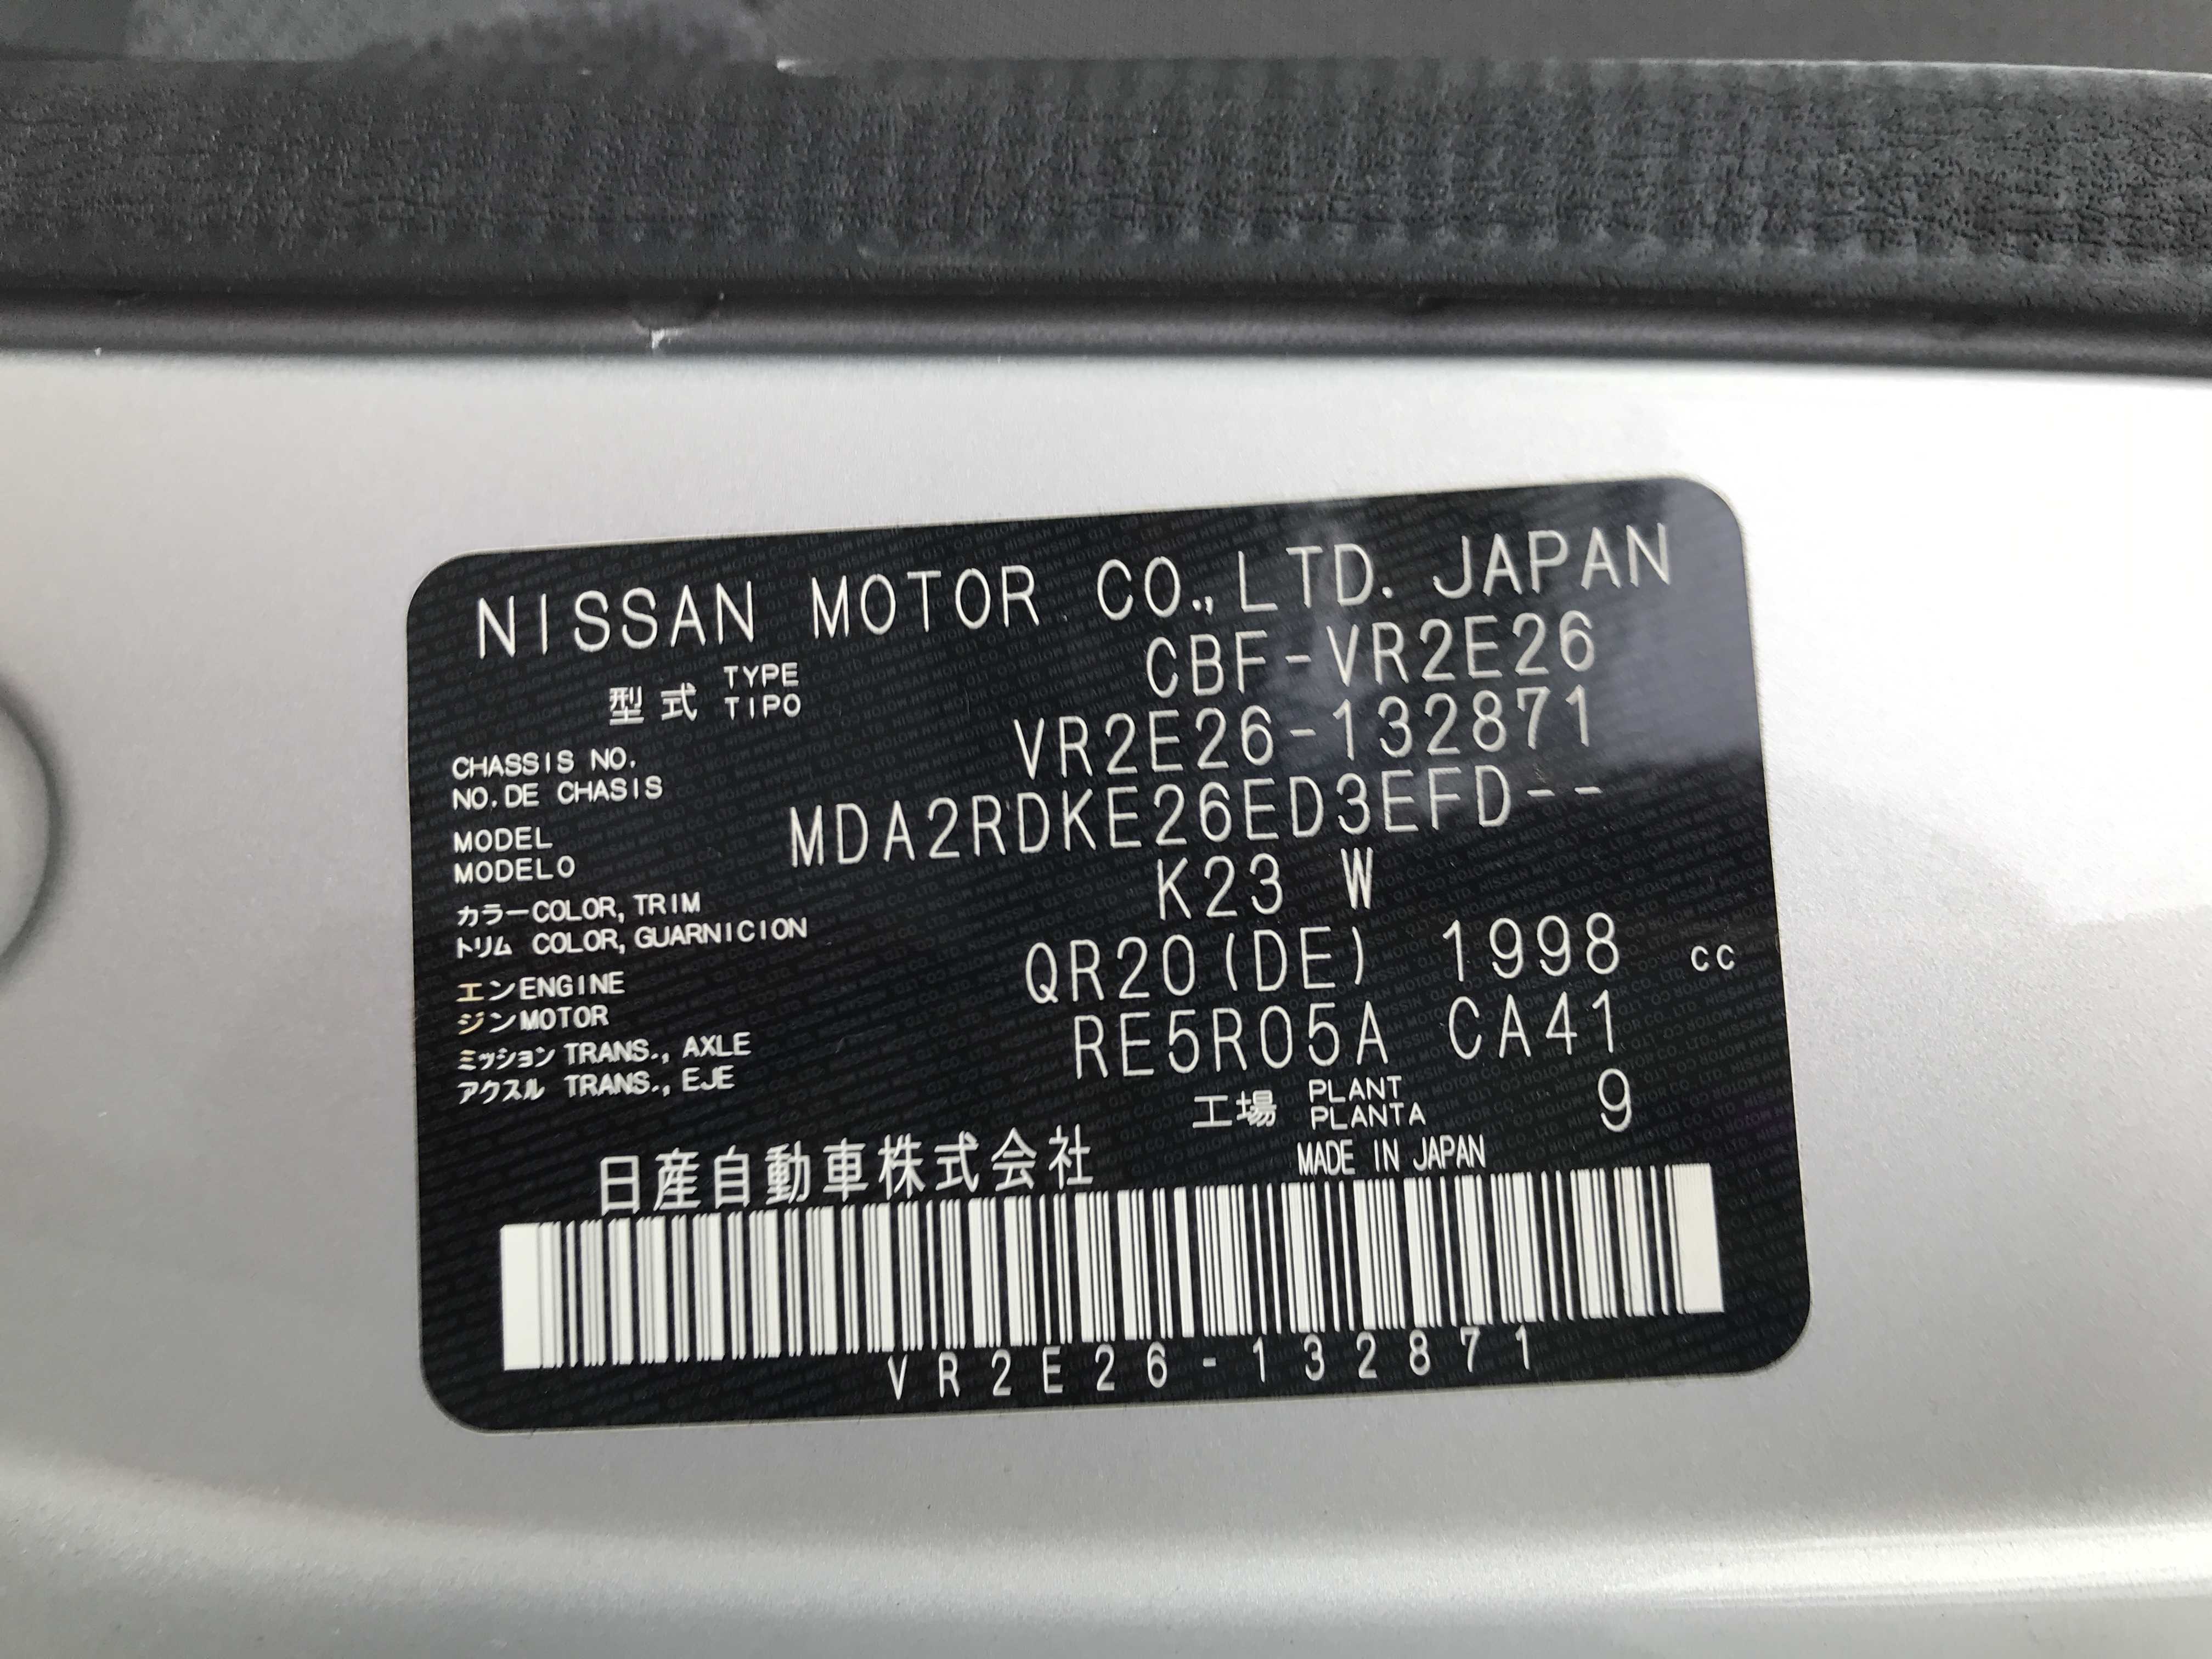 NISSAN MOTOR CO., LTD. JAPAN
型式 TYPE TIPO CBF-VR2E26
CHASSIS NO.
NO. DE CHASIS VR2E26-132871
MODEL
MODELO MDA2RDKE26ED3EFD--
カラー COLOR, TRIM K23 W
トリム COLOR, GUARNICION
エン ENGINE QR20(DE) 1998 cc
ジン MOTOR
ミッション TRANS., AXLE RE5R05A CA41
アクスル TRANS., EJE
工場 PLANT PLANTA 9
日産自動車株式会社 MADE IN JAPAN
VR2E26-132871